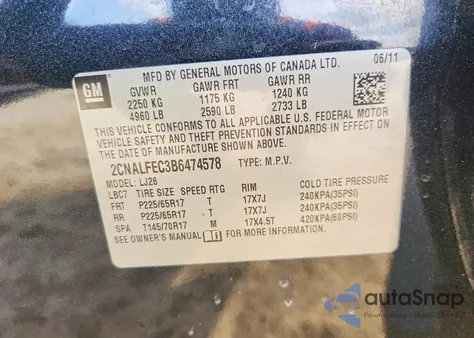 GM
06/11
MFD BY GENERAL MOTORS OF CANADA LTD.
GVWR GAWR FRT GAWR RR
2250 KG 1175 KG 1240 KG
4960 LB 2590 LB 2733 LB
THIS VEHICLE CONFORMS TO ALL APPLICABLE U.S. FEDERAL MOTOR
VEHICLE SAFETY AND THEFT PREVENTION STANDARDS IN EFFECT ON
THE DATE OF MANUFACTURE SHOWN ABOVE.
2CNALFEC3B6474578 TYPE: M.P.V.
MODEL: LJ26
LBC7 TIRE SIZE SPEED RTG RIM COLD TIRE PRESSURE
FRT P225/65R17 T 17X7J 240KPA(35PSI)
RR P225/65R17 T 17X7J 240KPA(35PSI)
SPA T145/70R17 M 17X4.5T 420KPA(60PSI)
SEE OWNER'S MANUAL FOR MORE INFORMATION.
autoSnap